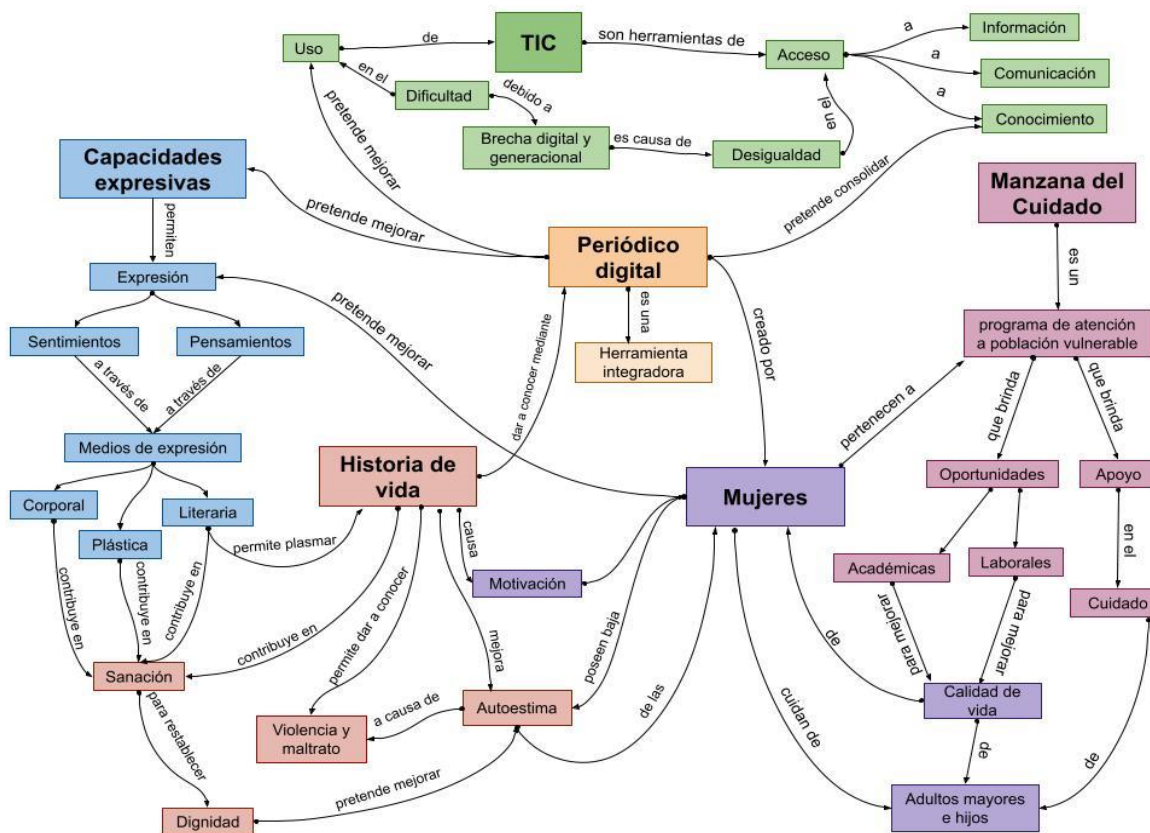 Uso
de
TIC
son herramientas de
Acceso
a
Información
a
Comunicación
a
Conocimiento
en el
Dificultad
debido a
Brecha digital y
generacional
es causa de
Desigualdad
en el
pretende mejorar
pretende consolidar
Capacidades
expresivas
pretende mejorar
permiten
Expresión
pretende mejorar
Sentimientos
Pensamientos
a través de
a través de
Medios de expresión
Corporal
Plástica
Literaria
permite plasmar
contribuye en
contribuye en
contribuye en
Sanación
para restablecer
Dignidad
pretende mejorar
Periódico
digital
es una
Herramienta
integradora
dar a conocer mediante
creado por
Historia de
vida
causa
Motivación
contribuye en
permite dar a conocer
mejora
Violencia y
maltrato
a causa de
Autoestima
poseen baja
de las
Mujeres
pertenecen a
cuidan de
Manzana del
Cuidado
es un
programa de atención
a población vulnerable
que brinda
que brinda
Oportunidades
Apoyo
Académicas
Laborales
en el
Cuidado
para mejorar
para mejorar
de
Calidad de
vida
de
de
Adultos mayores
e hijos